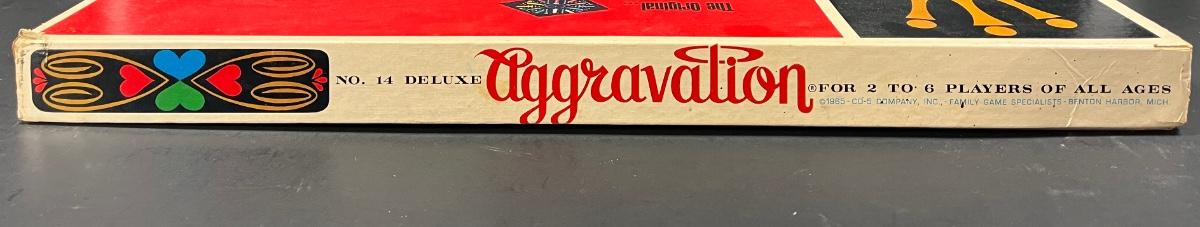 The Original
NO. 14 DELUXE Aggravation® FOR 2 TO 6 PLAYERS OF ALL AGES
©1965-CO-5 COMPANY, INC., - FAMILY GAME SPECIALISTS - BENTON HARBOR, MICH.